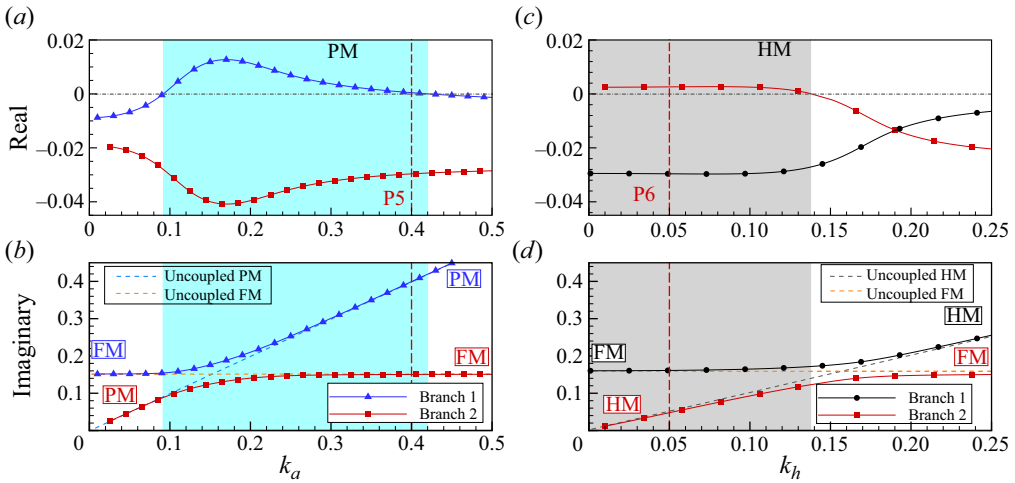 (a)
PM
0.02
0
–0.02
–0.04
Real
P5
0 0.1 0.2 0.3 0.4 0.5
(c)
HM
0.02
0
–0.02
–0.04
P6
0 0.05 0.10 0.15 0.20 0.25
(b)
Uncoupled PM
Uncoupled FM
PM
0.4
0.3
0.2
0.1
Imaginary
FM
PM
FM
Branch 1
Branch 2
0 0.1 0.2 0.3 0.4 0.5
k_a
(d)
Uncoupled HM
Uncoupled FM
HM
0.4
0.3
0.2
0.1
FM
HM
FM
Branch 1
Branch 2
0 0.05 0.10 0.15 0.20 0.25
k_h